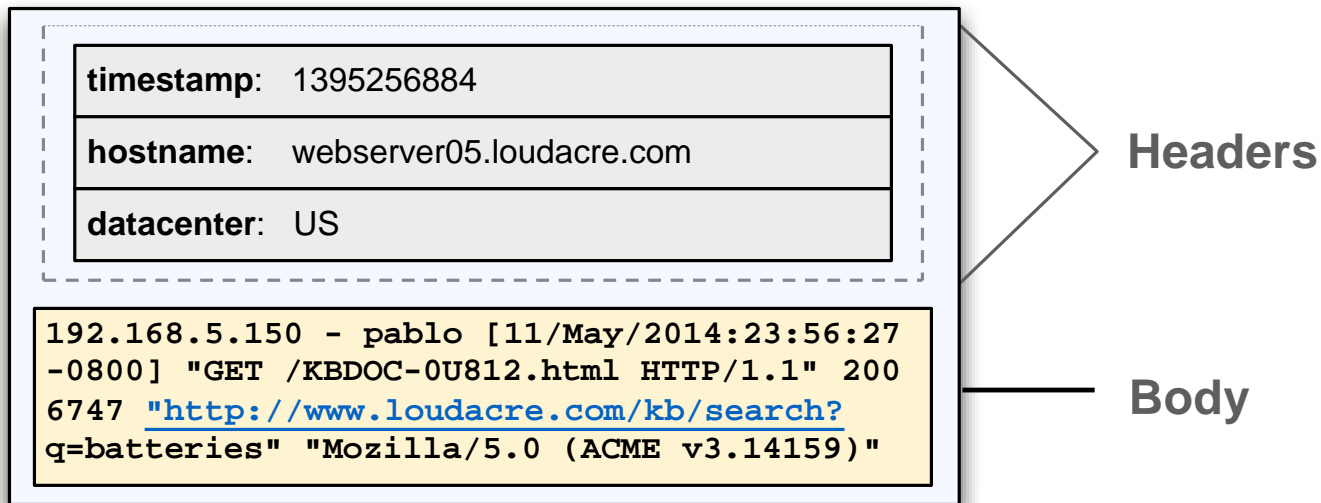 timestamp: 1395256884
hostname: webserver05.loudacre.com
datacenter: US
Headers
192.168.5.150 - pablo [11/May/2014:23:56:27
-0800] "GET /KBDOC-0U812.html HTTP/1.1" 200
6747 "http://www.loudacre.com/kb/search?
q=batteries" "Mozilla/5.0 (ACME v3.14159)"
Body